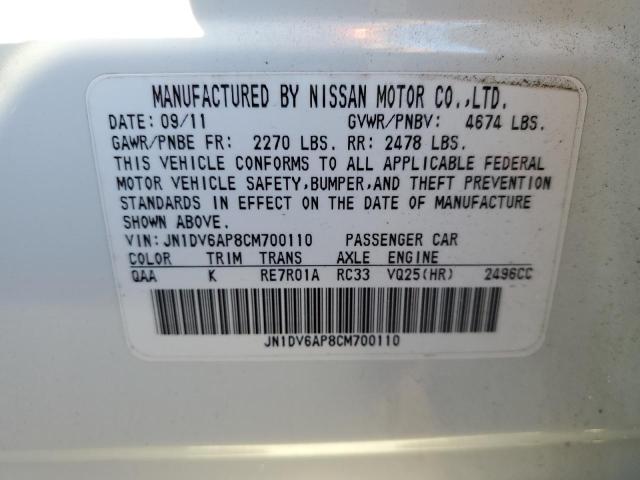 MANUFACTURED BY NISSAN MOTOR CO.,LTD.
DATE: 09/11 GVWR/PNBV: 4674 LBS.
GAWR/PNBE FR: 2270 LBS. RR: 2478 LBS.
THIS VEHICLE CONFORMS TO ALL APPLICABLE FEDERAL
MOTOR VEHICLE SAFETY,BUMPER,AND THEFT PREVENTION
STANDARDS IN EFFECT ON THE DATE OF MANUFACTURE
SHOWN ABOVE.
VIN: JN1DV6AP8CM700110 PASSENGER CAR
COLOR TRIM TRANS AXLE ENGINE
QAA K RE7R01A RC33 VQ25(HR) 2496CC
JN1DV6AP8CM700110